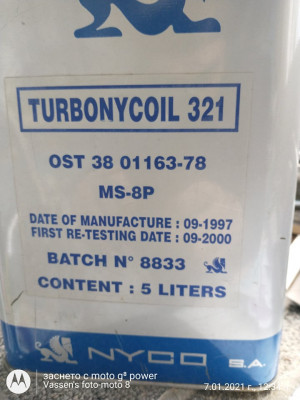 TURBONYCOIL 321
OST 38 01163-78
MS-8P
DATE OF MANUFACTURE : 09-1997
FIRST RE-TESTING DATE : 09-2000
BATCH N° 8833
CONTENT : 5 LITERS
NYCO S.A.
заснето с moto g⁸ power
Vassen's foto moto 8
7.01.2021 г.,